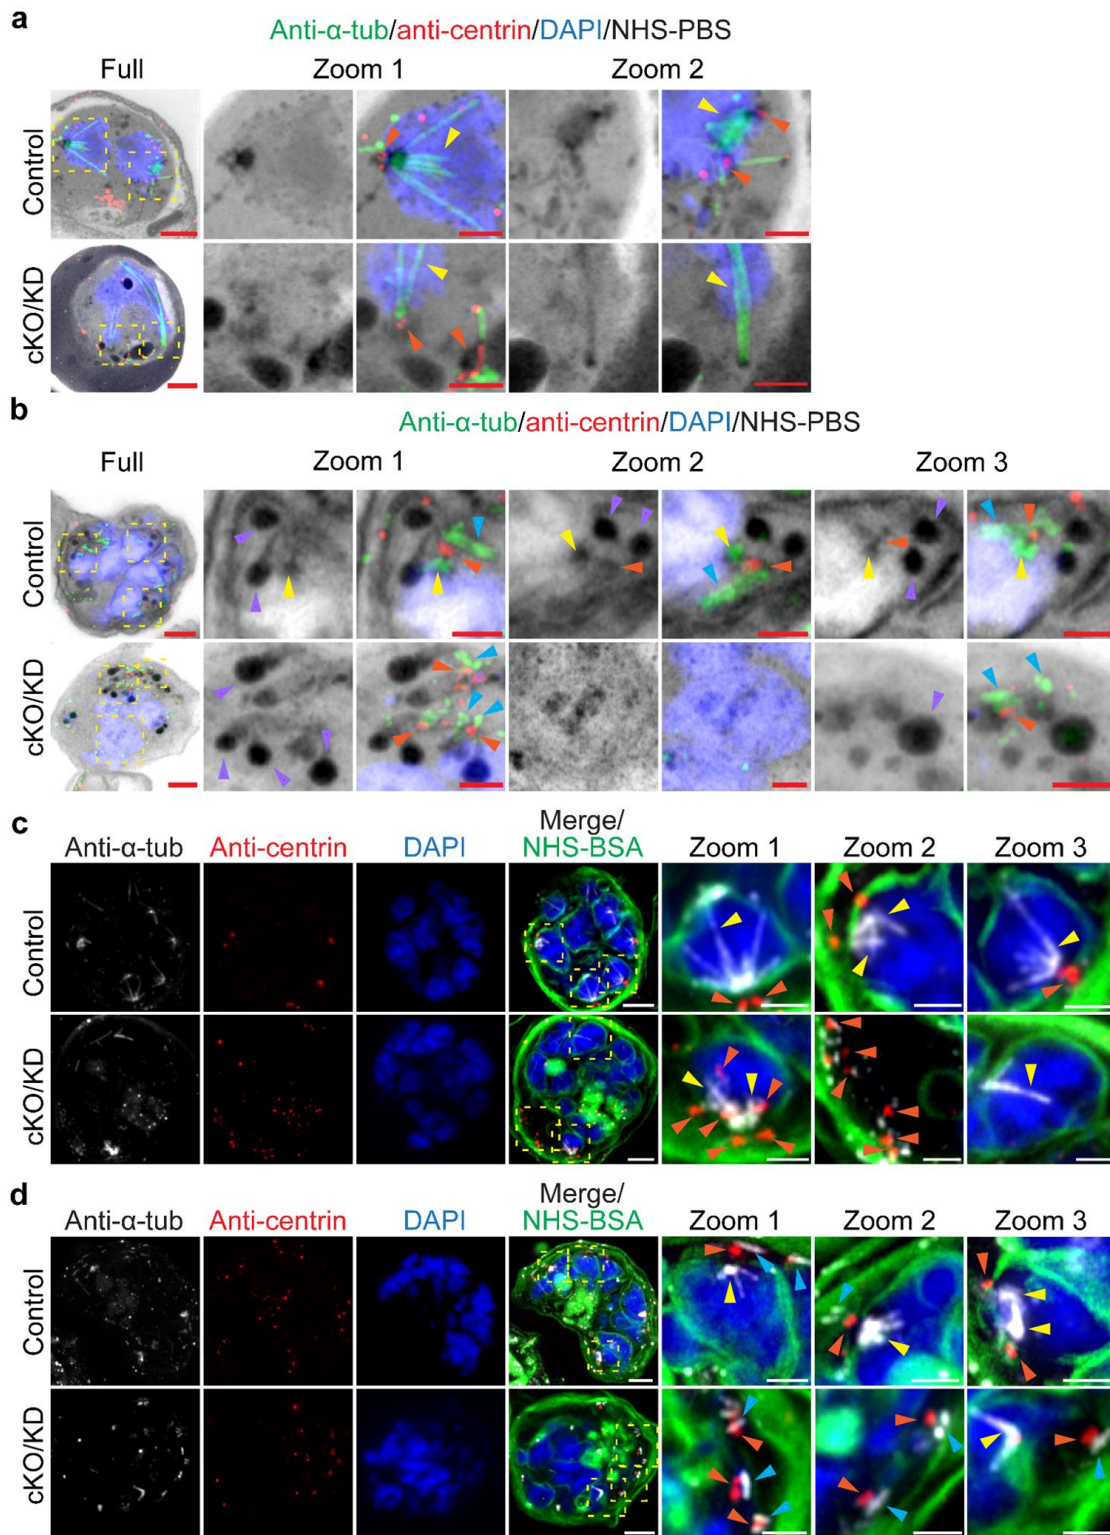 a
Anti-α-tub/anti-centrin/DAPI/NHS-PBS
Full Zoom 1 Zoom 2
Control
cKO/KD
b
Anti-α-tub/anti-centrin/DAPI/NHS-PBS
Full Zoom 1 Zoom 2 Zoom 3
Control
cKO/KD
c
Anti-α-tub Anti-centrin DAPI Merge/ NHS-BSA Zoom 1 Zoom 2 Zoom 3
Control
cKO/KD
d
Anti-α-tub Anti-centrin DAPI Merge/ NHS-BSA Zoom 1 Zoom 2 Zoom 3
Control
cKO/KD